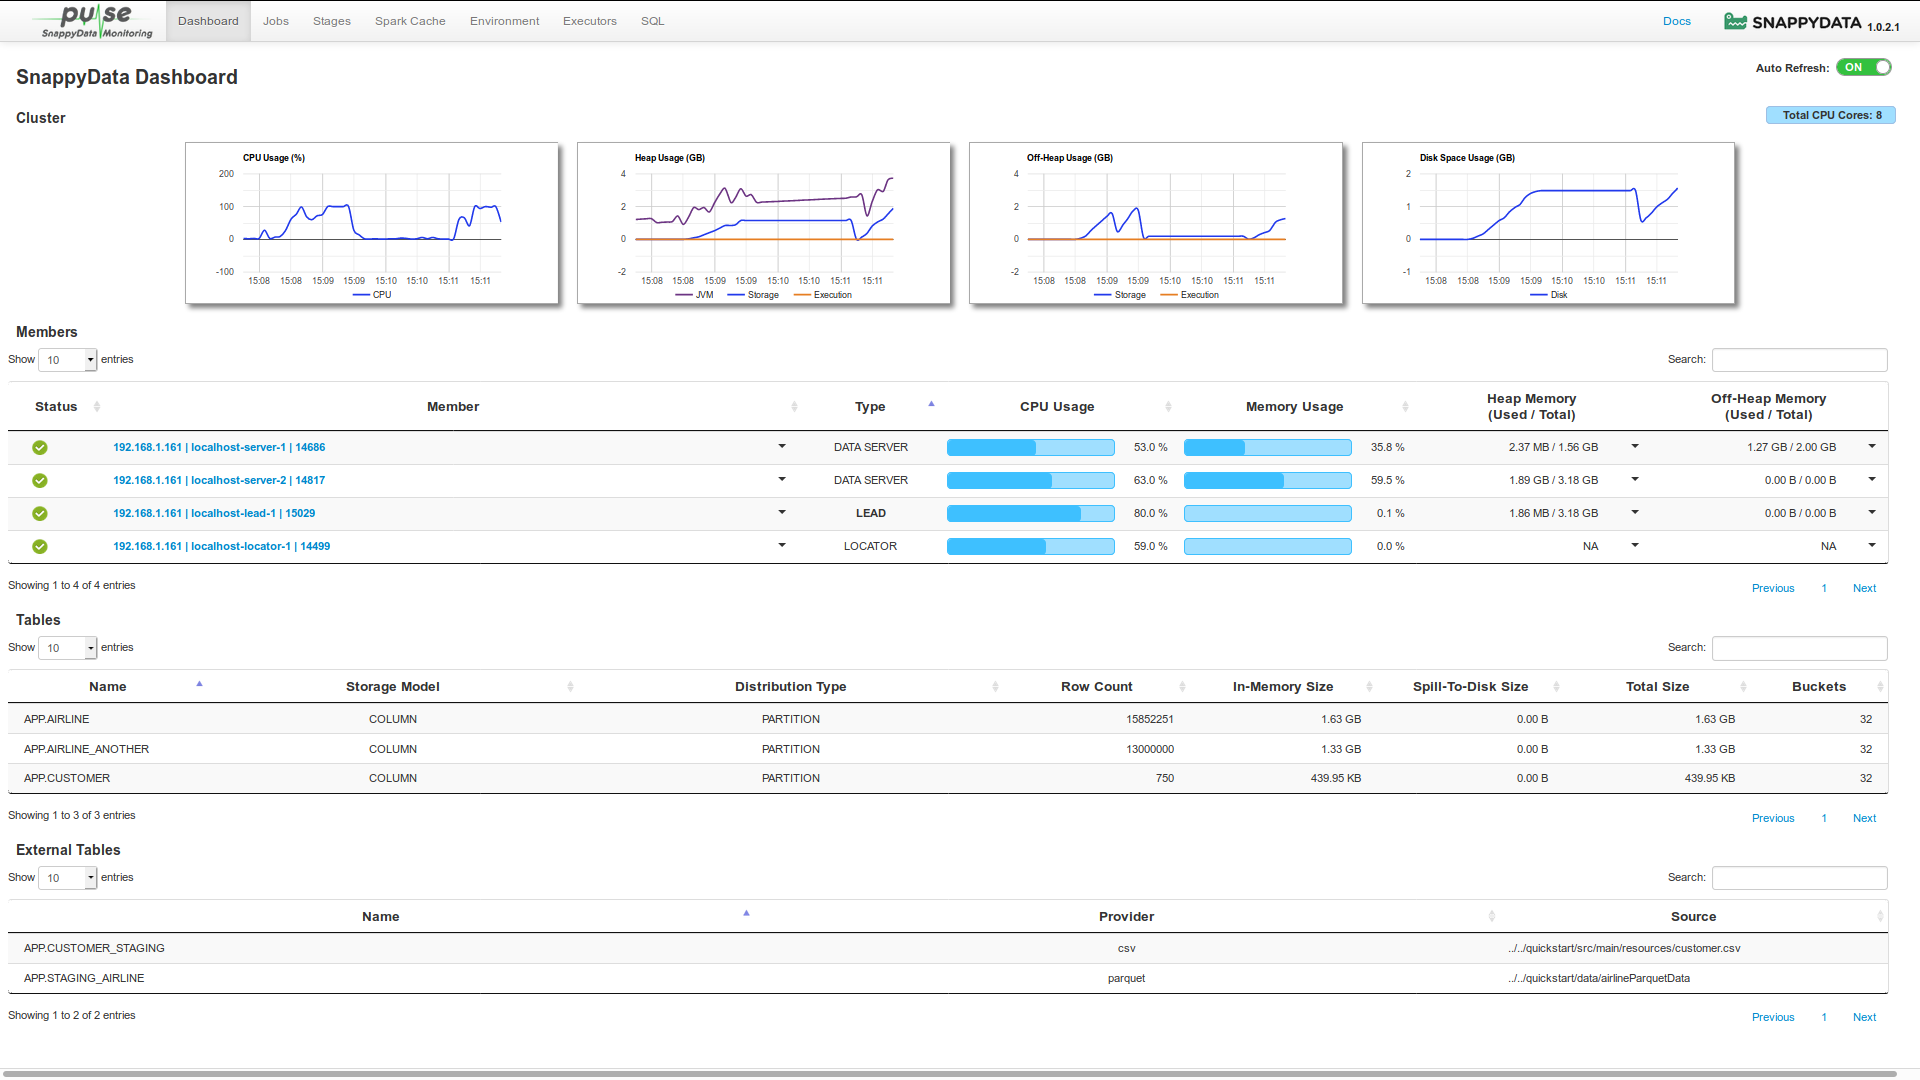 pulse
SnappyData Monitoring
Dashboard Jobs Stages Spark Cache Environment Executors SQL Docs SNAPPYDATA 1.0.2.1
SnappyData Dashboard
Auto Refresh: ON
Cluster
Total CPU Cores: 8
CPU Usage (%)
200
100
0
-100
15:08 15:08 15:09 15:09 15:10 15:10 15:11 15:11
CPU
Heap Usage (GB)
4
2
0
-2
15:08 15:08 15:09 15:09 15:10 15:10 15:11 15:11
JVM Storage Execution
Off-Heap Usage (GB)
4
2
0
-2
15:08 15:08 15:09 15:09 15:10 15:10 15:11 15:11
Storage Execution
Disk Space Usage (GB)
2
1
0
-1
15:08 15:08 15:09 15:09 15:10 15:10 15:11 15:11
Disk
Members
Show 10 entries Search:
Status Member Type CPU Usage Memory Usage Heap Memory (Used / Total) Off-Heap Memory (Used / Total)
192.168.1.161 | localhost-server-1 | 14686 DATA SERVER 53.0 % 35.8 % 2.37 MB / 1.56 GB 1.27 GB / 2.00 GB
192.168.1.161 | localhost-server-2 | 14817 DATA SERVER 63.0 % 59.5 % 1.89 GB / 3.18 GB 0.00 B / 0.00 B
192.168.1.161 | localhost-lead-1 | 15029 LEAD 80.0 % 0.1 % 1.86 MB / 3.18 GB 0.00 B / 0.00 B
192.168.1.161 | localhost-locator-1 | 14499 LOCATOR 59.0 % 0.0 % NA NA
Showing 1 to 4 of 4 entries
Previous 1 Next
Tables
Show 10 entries Search:
Name Storage Model Distribution Type Row Count In-Memory Size Spill-To-Disk Size Total Size Buckets
APP.AIRLINE COLUMN PARTITION 15852251 1.63 GB 0.00 B 1.63 GB 32
APP.AIRLINE_ANOTHER COLUMN PARTITION 13000000 1.33 GB 0.00 B 1.33 GB 32
APP.CUSTOMER COLUMN PARTITION 750 439.95 KB 0.00 B 439.95 KB 32
Showing 1 to 3 of 3 entries
Previous 1 Next
External Tables
Show 10 entries Search:
Name Provider Source
APP.CUSTOMER_STAGING csv ../../quickstart/src/main/resources/customer.csv
APP.STAGING_AIRLINE parquet ../../quickstart/data/airlineParquetData
Showing 1 to 2 of 2 entries
Previous 1 Next